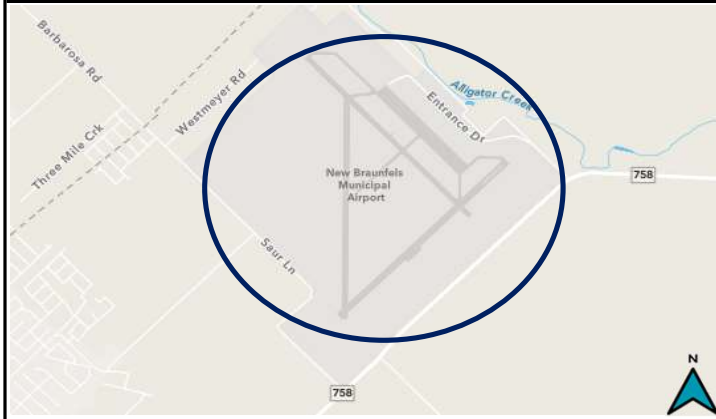 Barbarosa Rd
Westmeyer Rd
Three Mile Crk
Alligator Creek
Entrance Dr
New Braunfels
Municipal
Airport
758
Saur Ln
758
N